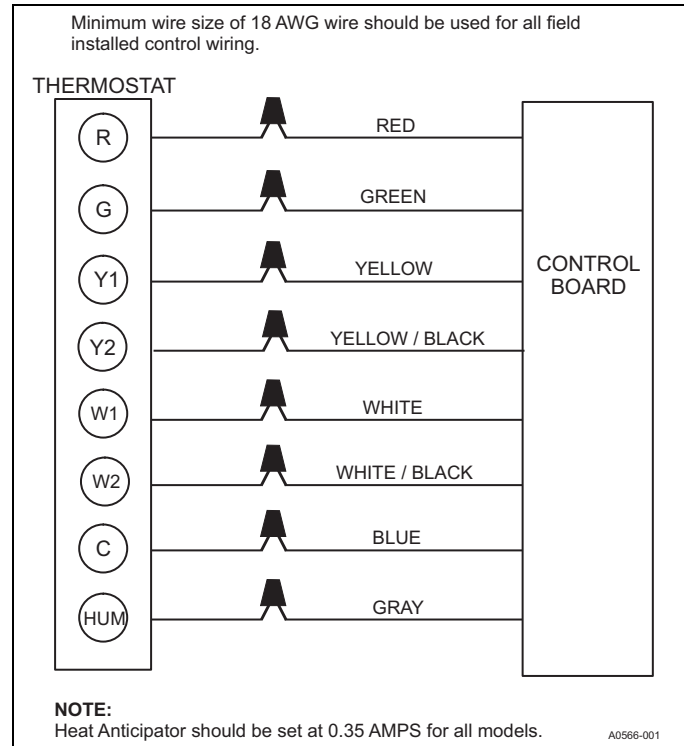 Minimum wire size of 18 AWG wire should be used for all field
installed control wiring.
THERMOSTAT
R
RED
G
GREEN
Y1
YELLOW
CONTROL
BOARD
Y2
YELLOW / BLACK
W1
WHITE
W2
WHITE / BLACK
C
BLUE
HUM
GRAY
NOTE:
Heat Anticipator should be set at 0.35 AMPS for all models.
A0566-001